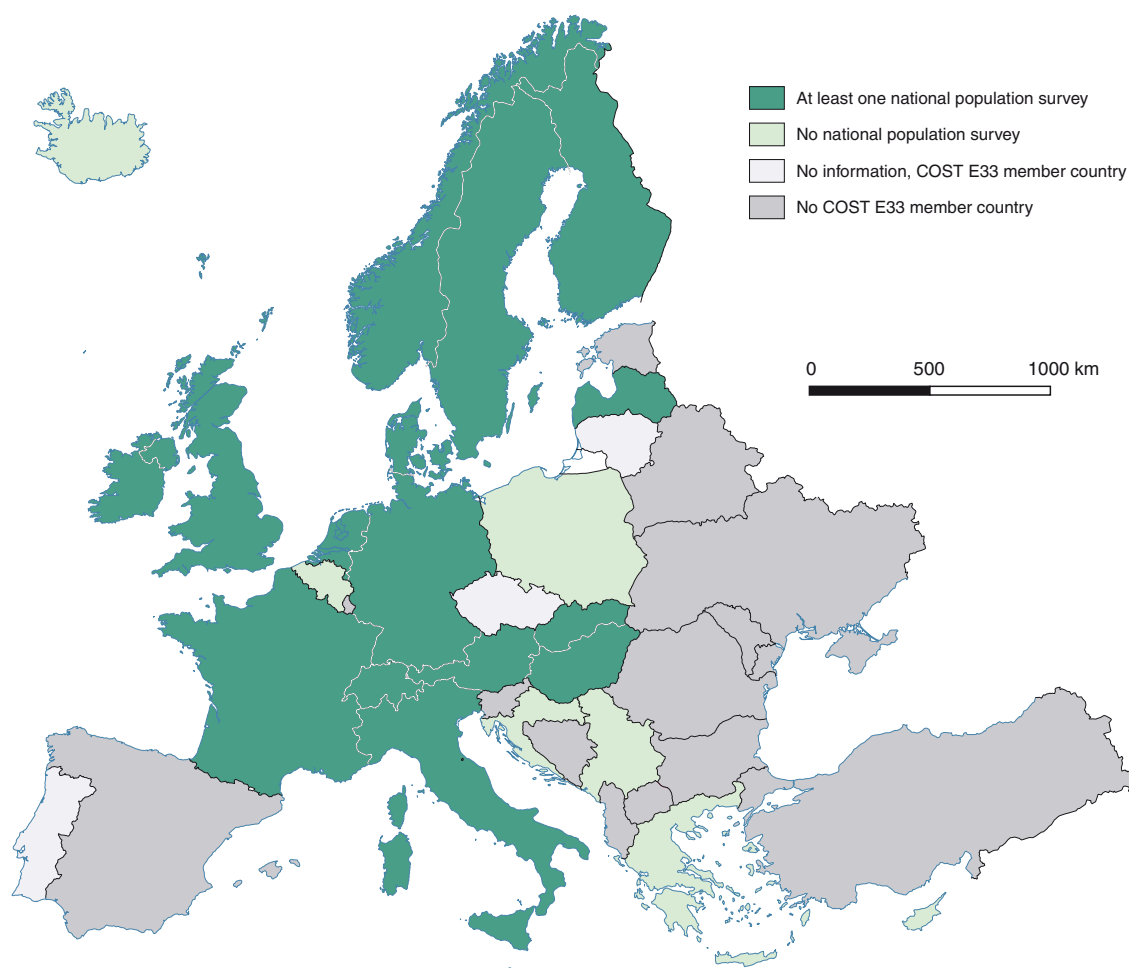 At least one national population survey
No national population survey
No information, COST E33 member country
No COST E33 member country
0 500 1000 km